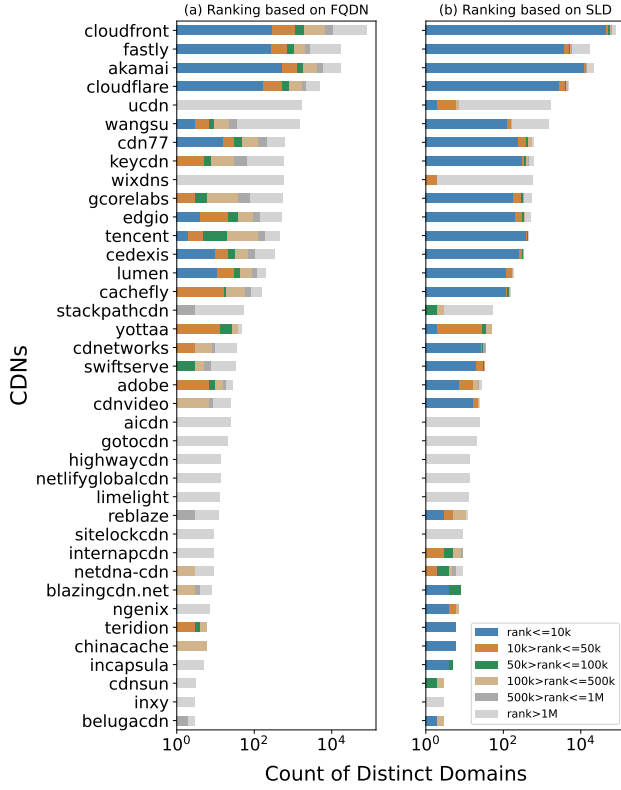 (a) Ranking based on FQDN
(b) Ranking based on SLD
CDNs
cloudfront
fastly
akamai
cloudflare
ucdn
wangsu
cdn77
keycdn
wixdns
gcorelabs
edgio
tencent
cedexis
lumen
cachefly
stackpathcdn
yottaa
cdnetworks
swiftserve
adobe
cdnvideo
aicdn
gotocdn
highwaycdn
netlifyglobalcdn
limelight
reblaze
sitelockcdn
internapcdn
netdna-cdn
blazingcdn.net
ngenix
teridion
chinacache
incapsula
cdnsun
inxy
belugacdn
rank<=10k
10k>rank<=50k
50k>rank<=100k
100k>rank<=500k
500k>rank<=1M
rank>1M
10^0 10^2 10^4
10^0 10^2 10^4
Count of Distinct Domains